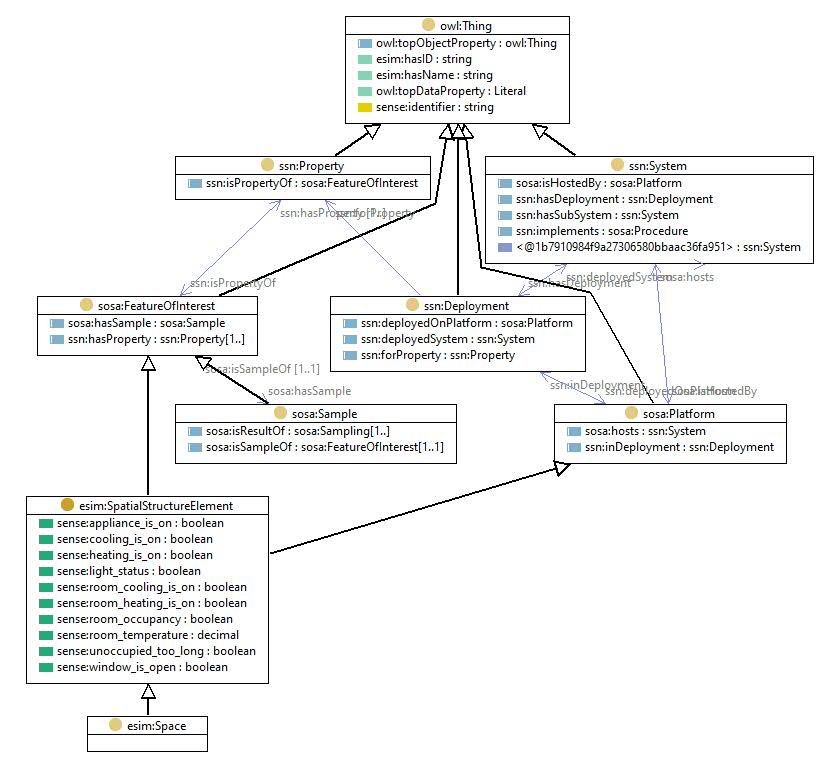 owl:Thing
owl:topObjectProperty : owl:Thing
esim:hasID : string
esim:hasName : string
owl:topDataProperty : Literal
sense:identifier : string
ssn:Property
ssn:isPropertyOf : sosa:FeatureOfInterest
ssn:System
sosa:isHostedBy : sosa:Platform
ssn:hasDeployment : ssn:Deployment
ssn:hasSubSystem : ssn:System
ssn:implements : sosa:Procedure
<@1b7910984f9a27306580bbaac36fa951> : ssn:System
ssn:hasProperty [1..]
ssn:forProperty
ssn:isPropertyOf
ssn:hasDeployment
ssn:deployedSystem
sosa:hosts
sosa:FeatureOfInterest
sosa:hasSample : sosa:Sample
ssn:hasProperty : ssn:Property[1..]
ssn:Deployment
ssn:deployedOnPlatform : sosa:Platform
ssn:deployedSystem : ssn:System
ssn:forProperty : ssn:Property
sosa:isSampleOf [1..1]
sosa:hasSample
ssn:inDeployment
ssn:deployedOnPlatform
sosa:isHostedBy
sosa:Sample
sosa:isResultOf : sosa:Sampling[1..]
sosa:isSampleOf : sosa:FeatureOfInterest[1..1]
sosa:Platform
sosa:hosts : ssn:System
ssn:inDeployment : ssn:Deployment
esim:SpatialStructureElement
sense:appliance_is_on : boolean
sense:cooling_is_on : boolean
sense:heating_is_on : boolean
sense:light_status : boolean
sense:room_cooling_is_on : boolean
sense:room_heating_is_on : boolean
sense:room_occupancy : boolean
sense:room_temperature : decimal
sense:unoccupied_too_long : boolean
sense:window_is_open : boolean
esim:Space